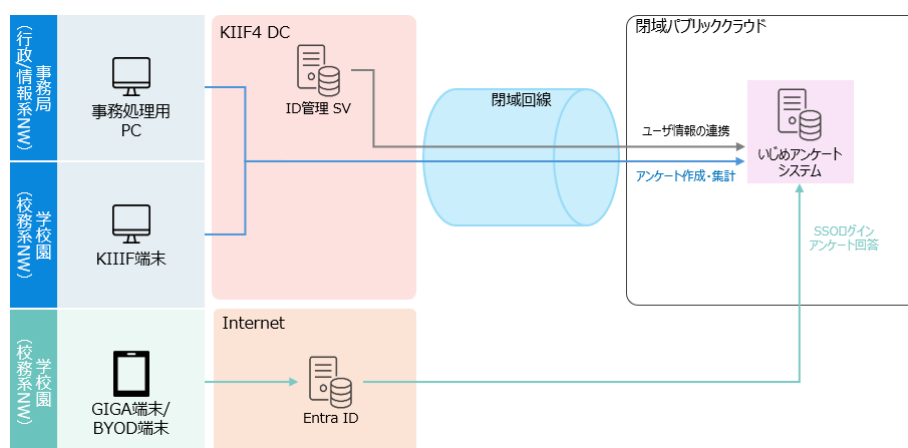 事務局
(行政/情報系NW)
事務処理用
PC
学校園
(校務系NW)
KIIIF端末
学校園
(校務系NW)
GIGA端末/
BYOD端末
KIIF4 DC
ID管理 SV
Internet
Entra ID
閉域回線
閉域パブリッククラウド
ユーザ情報の連携
アンケート作成・集計
いじめアンケート
システム
SSOログイン
アンケート回答